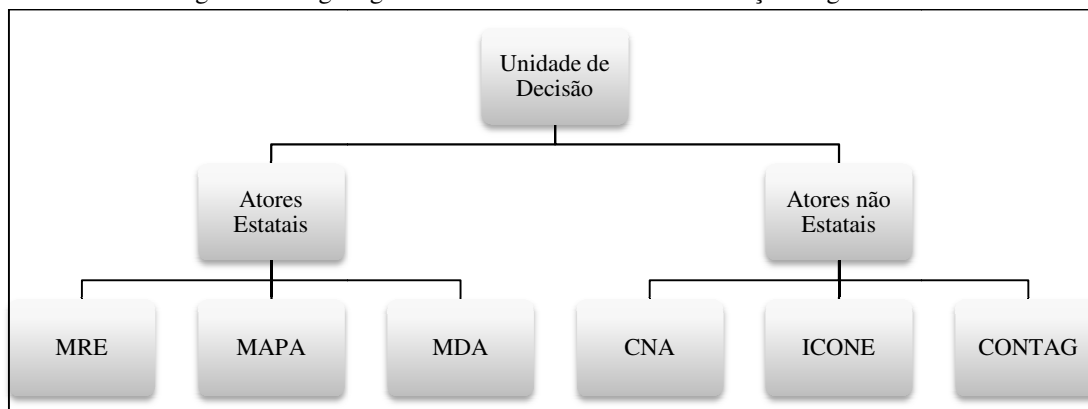 Unidade de
Decisão
Atores
Estatais
Atores não
Estatais
MRE
MAPA
MDA
CNA
ICONE
CONTAG